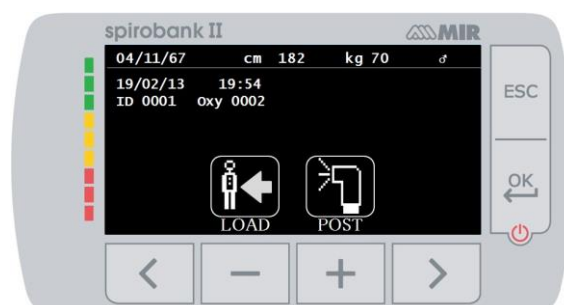 spirobank II MIR
04/11/67 cm 182 kg 70 ♂
19/02/13 19:54
ID 0001 Oxy 0002
ESC
LOAD POST
OK